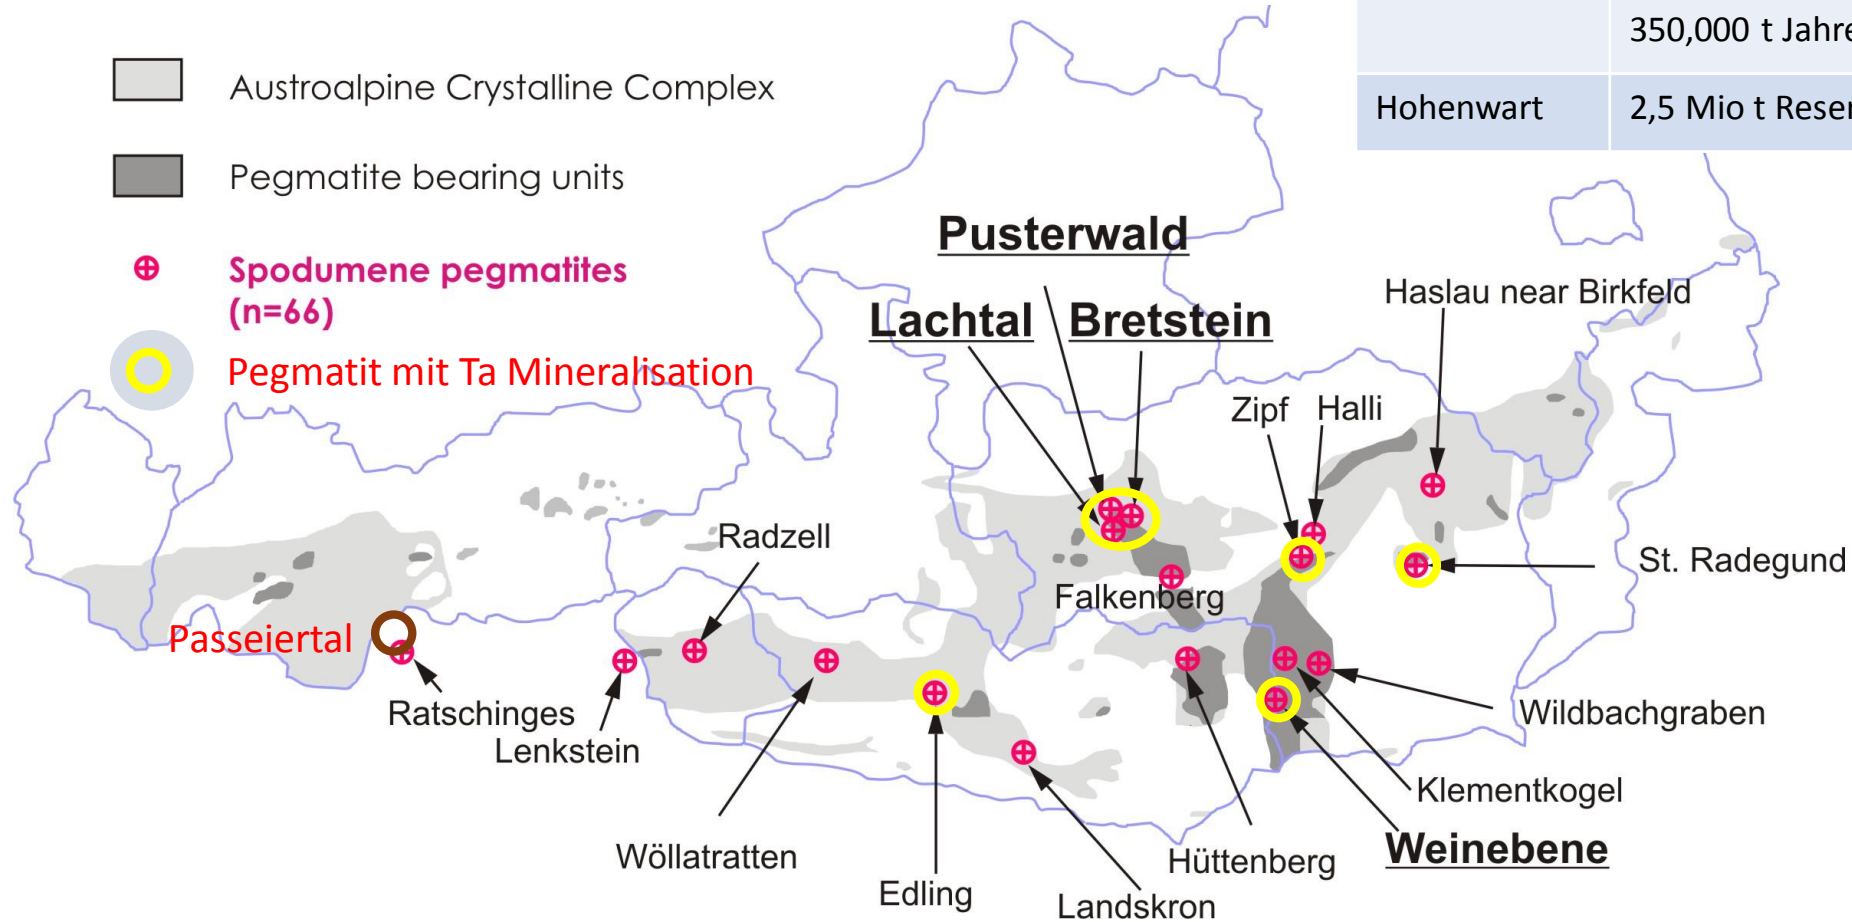 350,000 t Jahre
Hohenwart 2,5 Mio t Reser
Austroalpine Crystalline Complex
Pegmatite bearing units
Spodumene pegmatites
(n=66)
Pegmatit mit Ta Mineralisation
Pusterwald
Lachtal
Bretstein
Haslau near Birkfeld
Zipf
Halli
Radzell
St. Radegund
Falkenberg
Passeiertal
Ratschinges
Lenkstein
Wildbachgraben
Klementkogel
Wöllatratten
Hüttenberg
Weinebene
Edling
Landskron